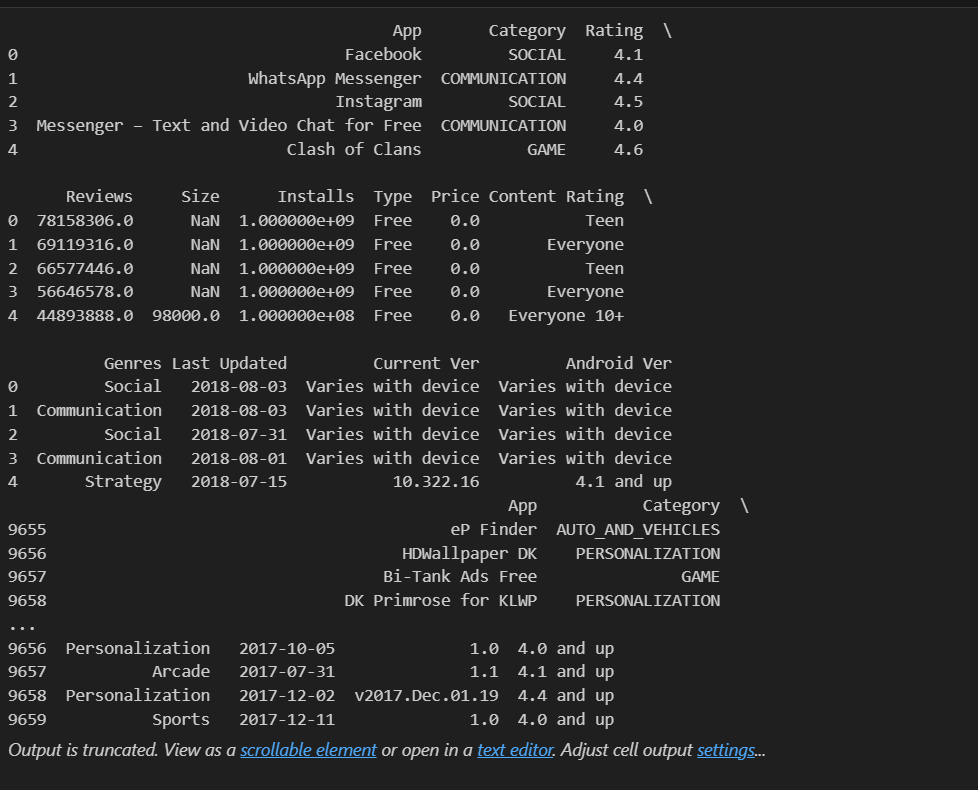 App Category Rating \
0 Facebook SOCIAL 4.1
1 WhatsApp Messenger COMMUNICATION 4.4
2 Instagram SOCIAL 4.5
3 Messenger – Text and Video Chat for Free COMMUNICATION 4.0
4 Clash of Clans GAME 4.6
Reviews Size Installs Type Price Content Rating \
0 78158306.0 NaN 1.000000e+09 Free 0.0 Teen
1 69119316.0 NaN 1.000000e+09 Free 0.0 Everyone
2 66577446.0 NaN 1.000000e+09 Free 0.0 Teen
3 56646578.0 NaN 1.000000e+09 Free 0.0 Everyone
4 44893888.0 98000.0 1.000000e+08 Free 0.0 Everyone 10+
Genres Last Updated Current Ver Android Ver
0 Social 2018-08-03 Varies with device Varies with device
1 Communication 2018-08-03 Varies with device Varies with device
2 Social 2018-07-31 Varies with device Varies with device
3 Communication 2018-08-01 Varies with device Varies with device
4 Strategy 2018-07-15 10.322.16 4.1 and up
App Category \
9655 eP Finder AUTO_AND_VEHICLES
9656 HDWallpaper DK PERSONALIZATION
9657 Bi-Tank Ads Free GAME
9658 DK Primrose for KLWP PERSONALIZATION
...
9656 Personalization 2017-10-05 1.0 4.0 and up
9657 Arcade 2017-07-31 1.1 4.1 and up
9658 Personalization 2017-12-02 v2017.Dec.01.19 4.4 and up
9659 Sports 2017-12-11 1.0 4.0 and up
Output is truncated. View as a scrollable element or open in a text editor. Adjust cell output settings...